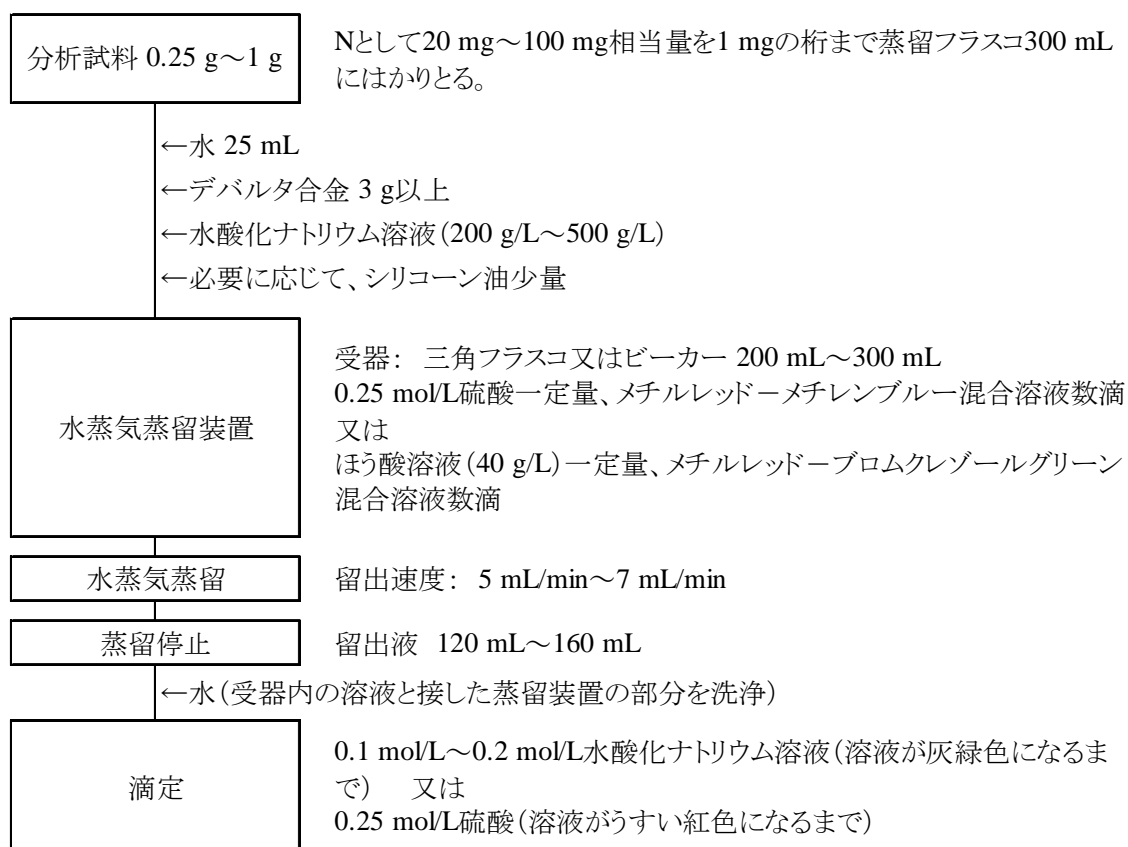 分析試料 0.25 g~1 g
Nとして20 mg~100 mg相当量を1 mgの桁まで蒸留フラスコ300 mL
にはかりとる。
←水 25 mL
←デバルタ合金 3 g以上
←水酸化ナトリウム溶液(200 g/L~500 g/L)
←必要に応じて、シリコーン油少量
水蒸気蒸留装置
受器: 三角フラスコ又はビーカー 200 mL~300 mL
0.25 mol/L硫酸一定量、メチルレッド-メチレンブルー混合溶液数滴
又は
ほう酸溶液(40 g/L)一定量、メチルレッド-ブロムクレゾールグリーン
混合溶液数滴
水蒸気蒸留
留出速度: 5 mL/min~7 mL/min
蒸留停止
留出液 120 mL~160 mL
←水(受器内の溶液と接した蒸留装置の部分を洗浄)
滴定
0.1 mol/L~0.2 mol/L水酸化ナトリウム溶液(溶液が灰緑色になるま
で) 又は
0.25 mol/L硫酸(溶液がうすい紅色になるまで)